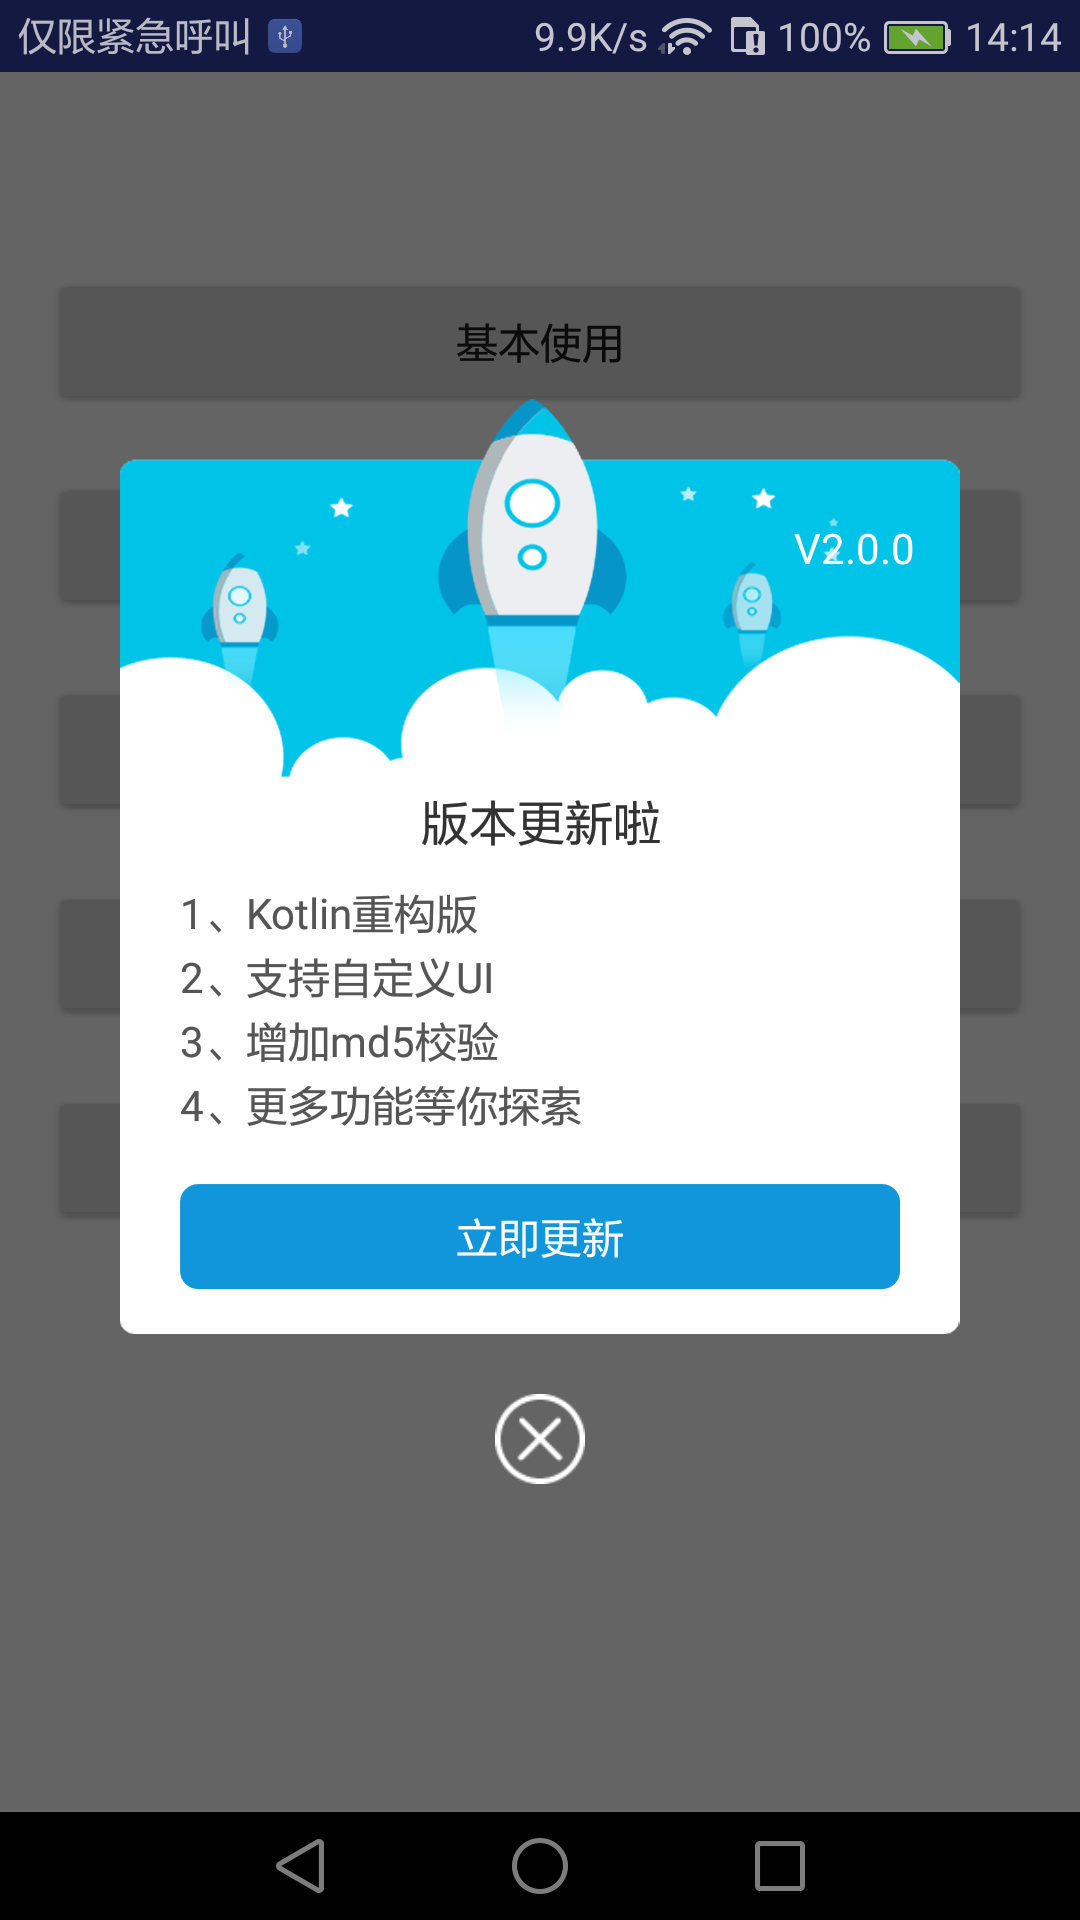 仅限紧急呼叫 9.9K/s 100% 14:14
基本使用
V2.0.0
版本更新啦
1、Kotlin重构版
2、支持自定义UI
3、增加md5校验
4、更多功能等你探索
立即更新